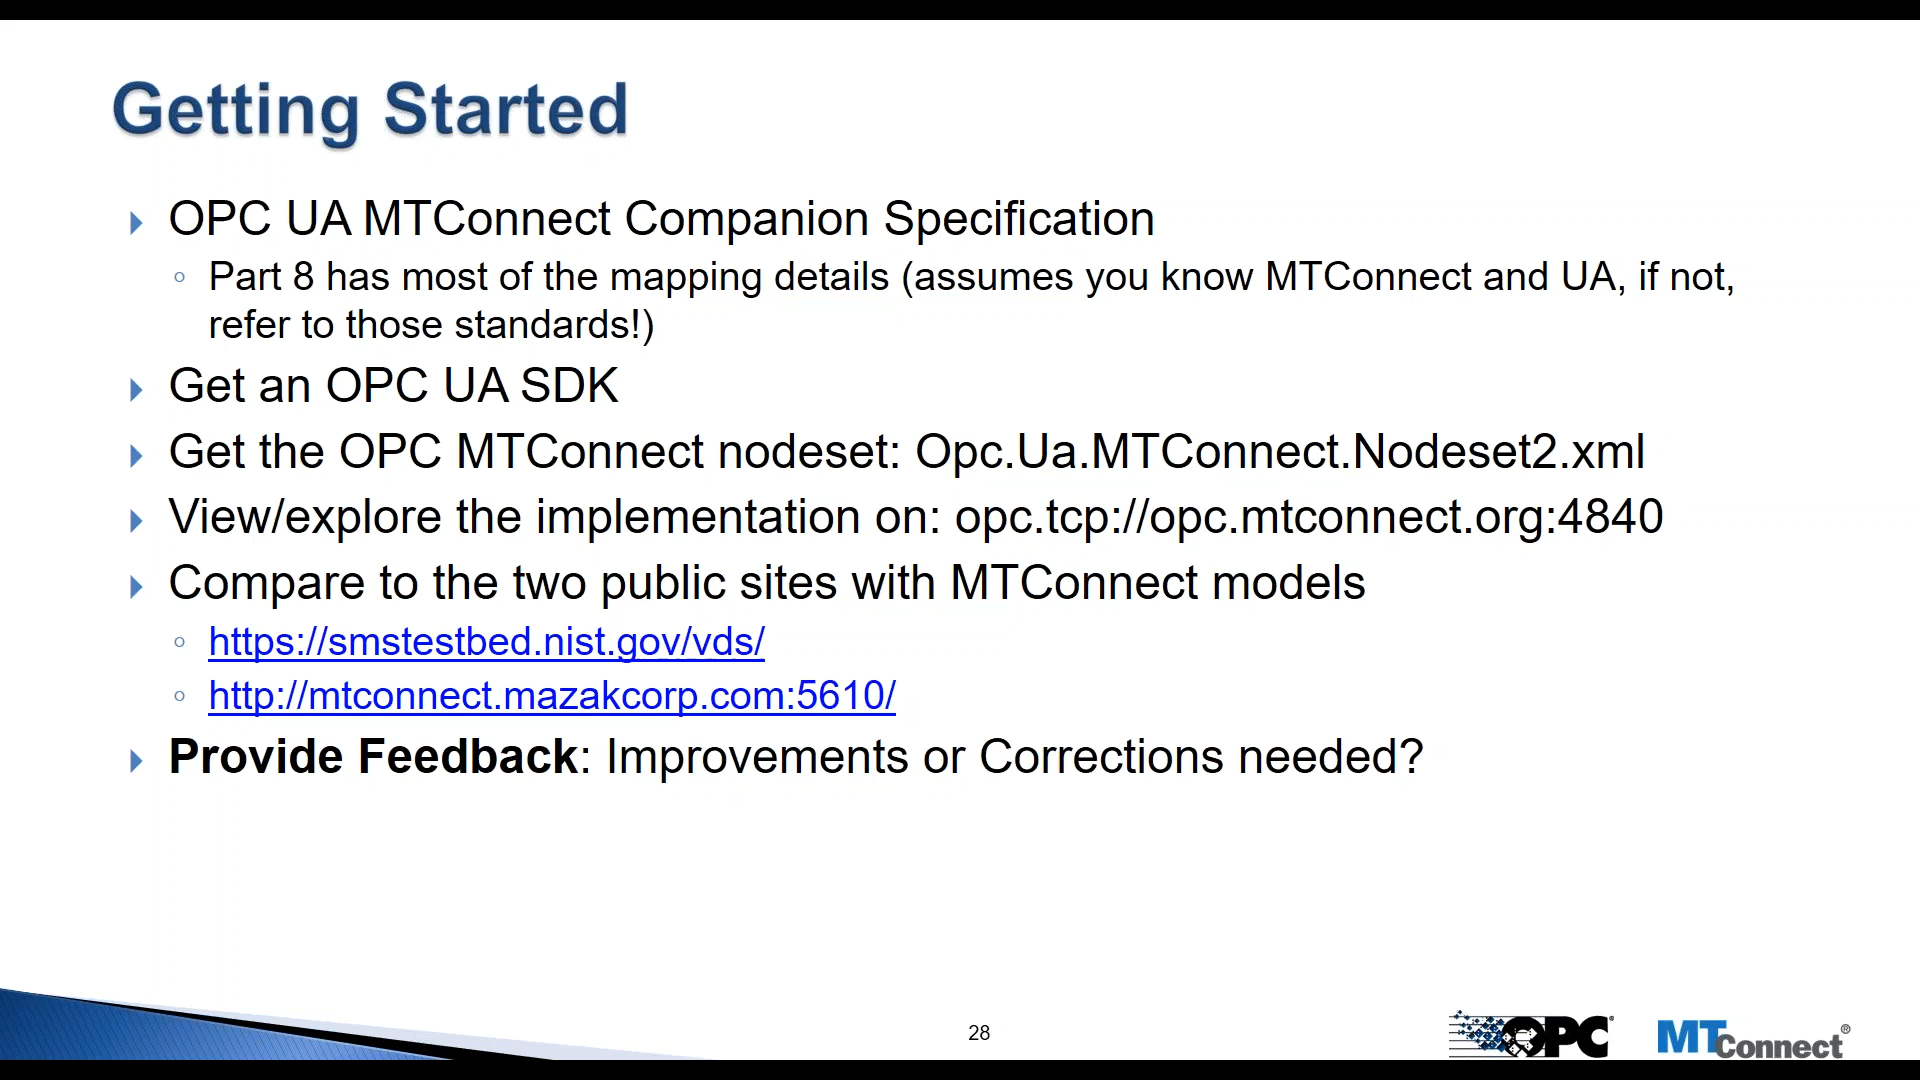 Getting Started
OPC UA MTConnect Companion Specification
Part 8 has most of the mapping details (assumes you know MTConnect and UA, if not,
refer to those standards!)
Get an OPC UA SDK
Get the OPC MTConnect nodeset: Opc.Ua.MTConnect.Nodeset2.xml
View/explore the implementation on: opc.tcp://opc.mtconnect.org:4840
Compare to the two public sites with MTConnect models
https://smstestbed.nist.gov/vds/
http://mtconnect.mazakcorp.com:5610/
Provide Feedback: Improvements or Corrections needed?
28
OPC
MTConnect®